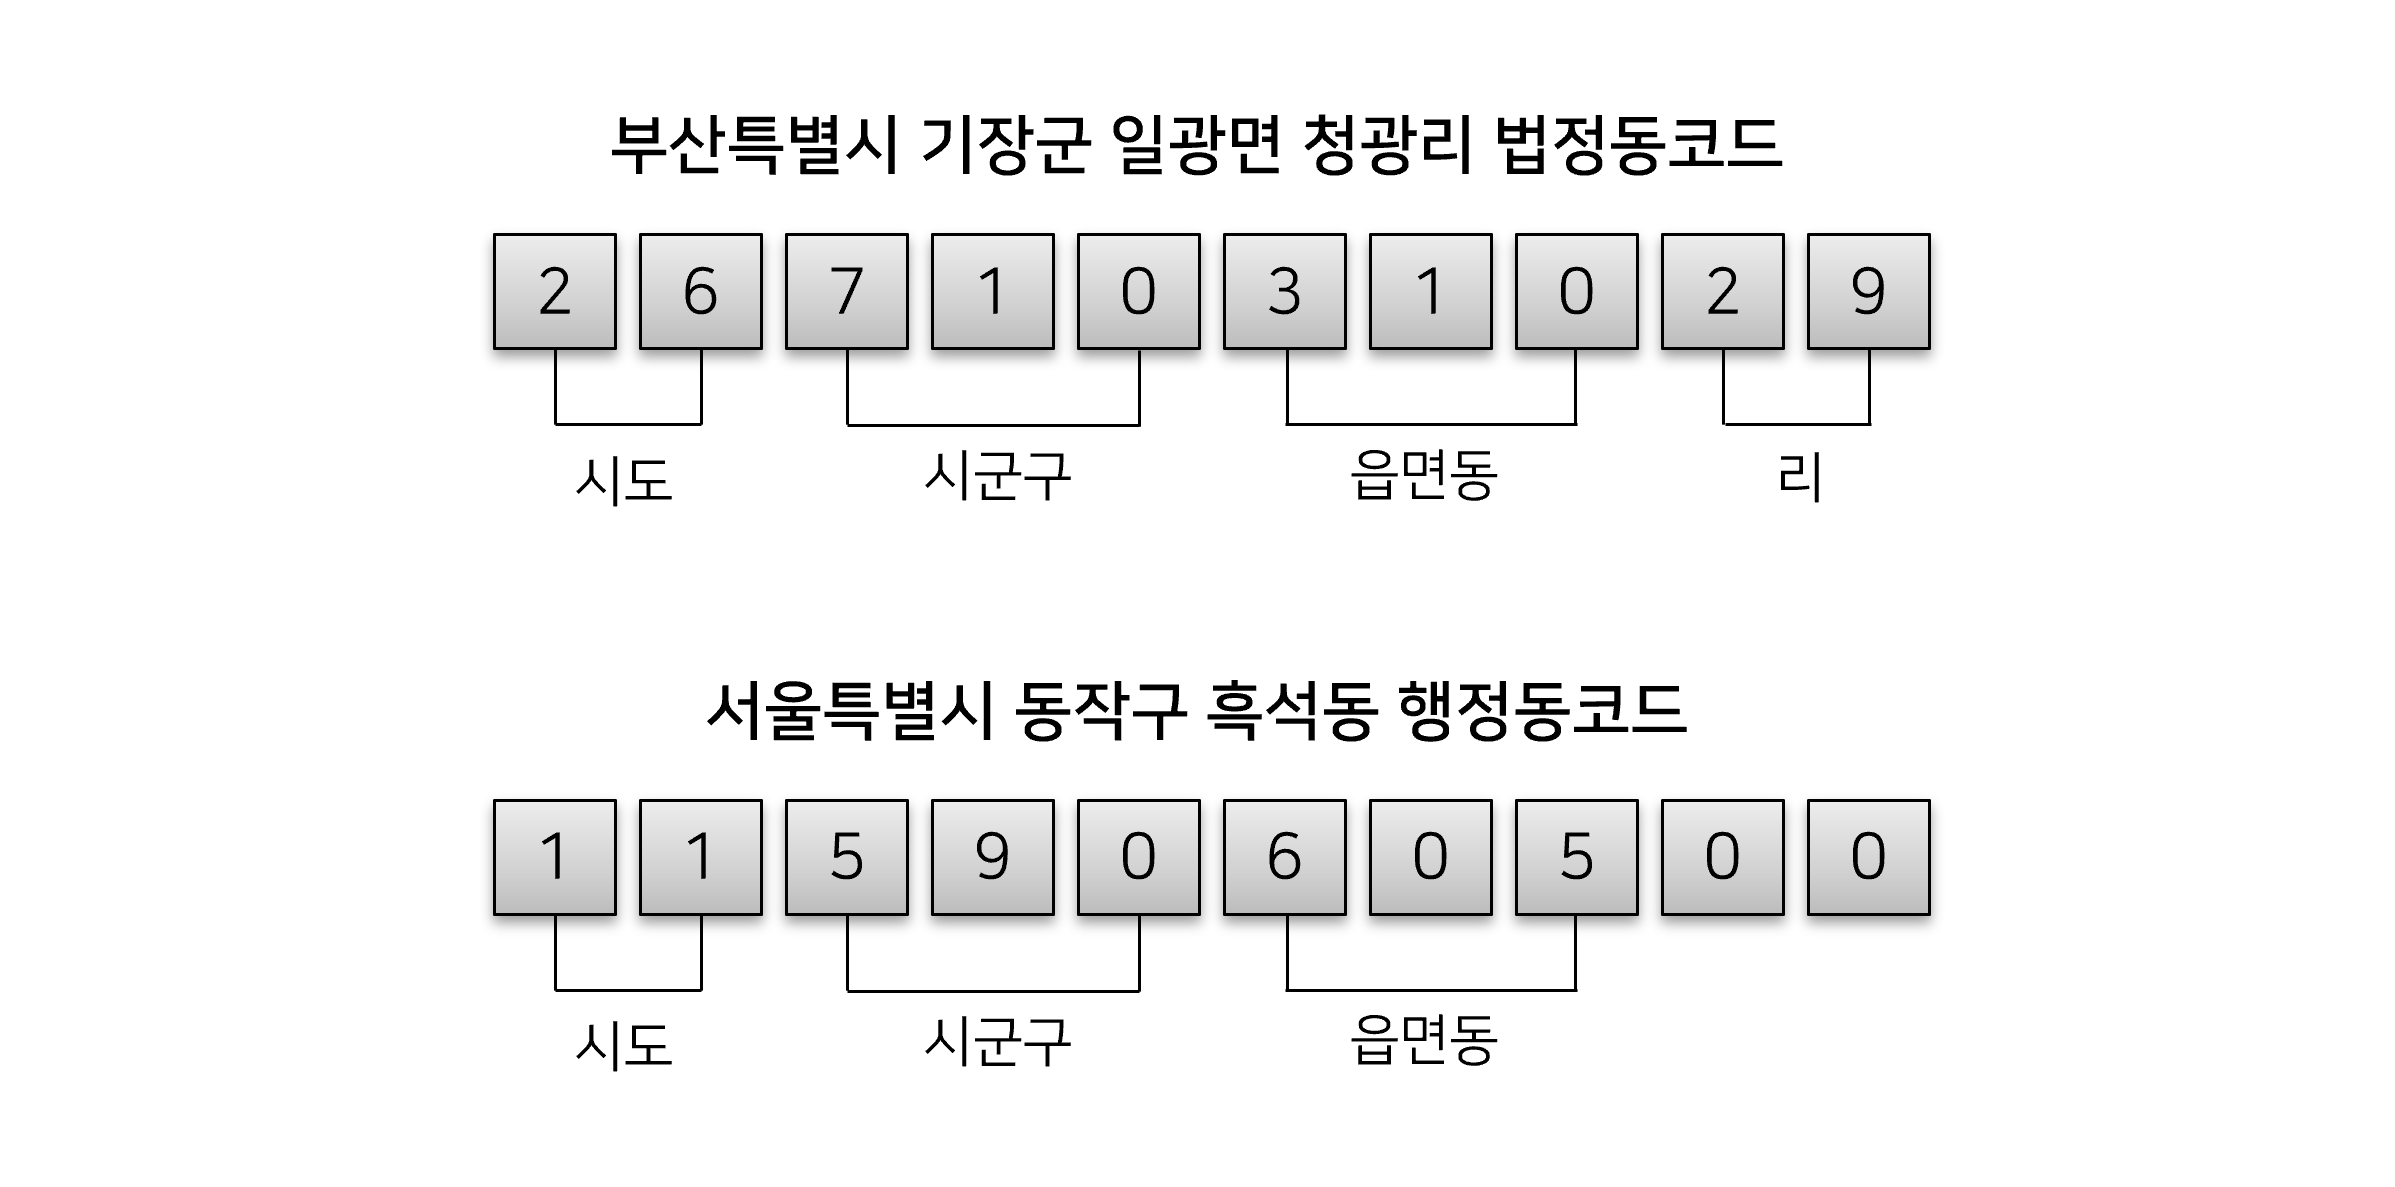 부산특별시 기장군 일광면 청광리 법정동코드
2 6 7 1 0 3 1 0 2 9
시도 시군구 읍면동 리
서울특별시 동작구 흑석동 행정동코드
1 1 5 9 0 6 0 5 0 0
시도 시군구 읍면동